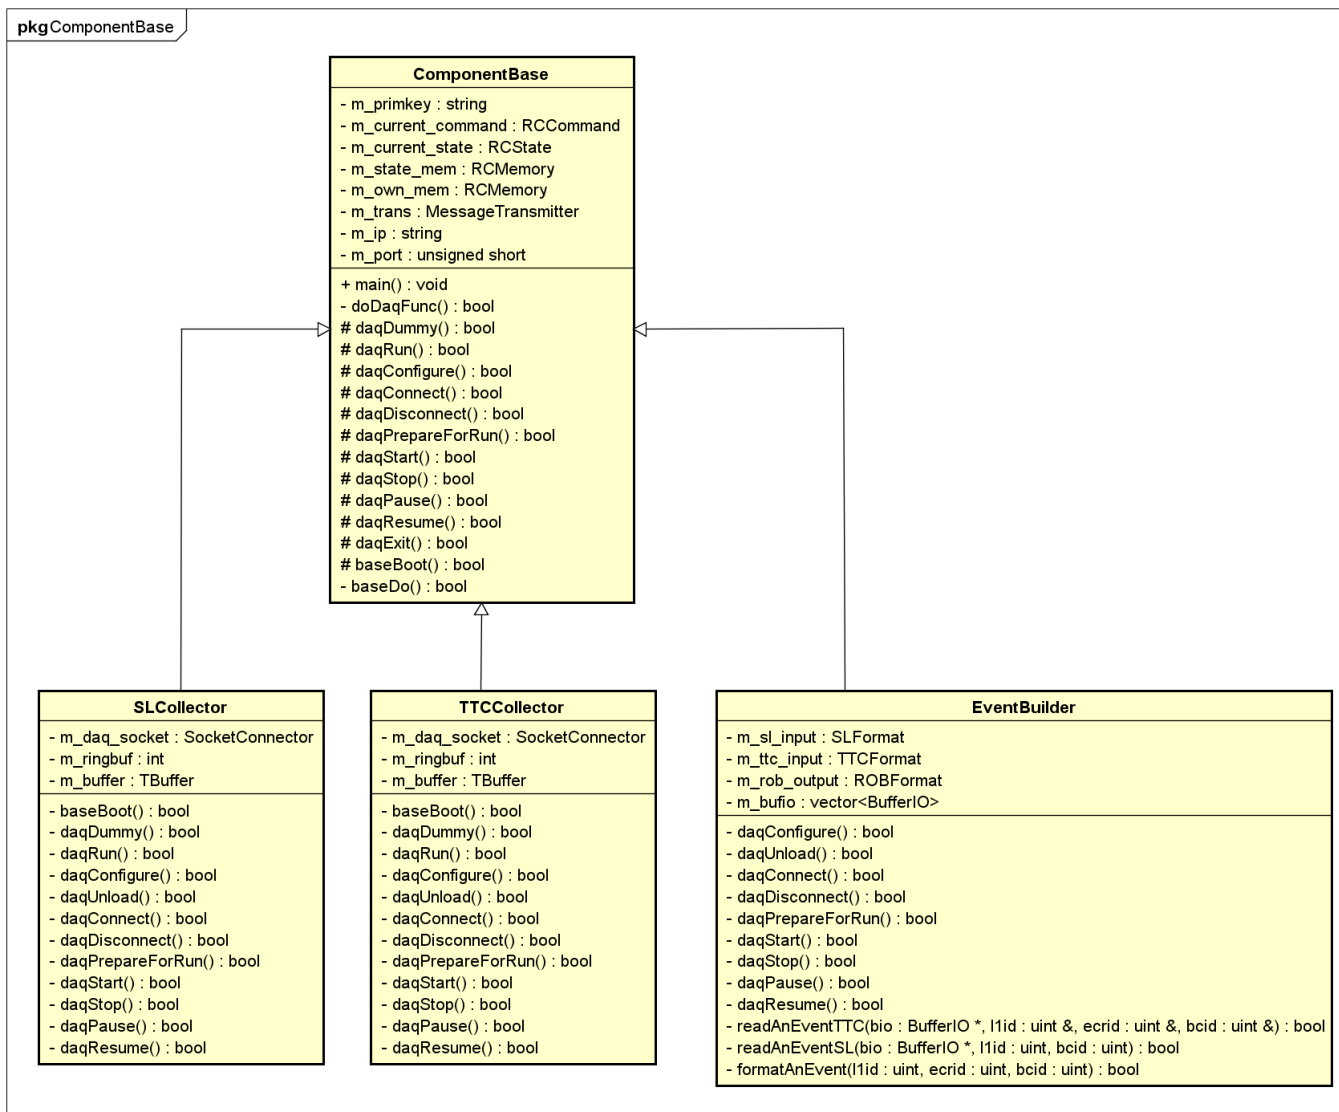 pkg ComponentBase
ComponentBase
- m_primkey : string
- m_current_command : RCCommand
- m_current_state : RCState
- m_state_mem : RCMemory
- m_own_mem : RCMemory
- m_trans : MessageTransmitter
- m_ip : string
- m_port : unsigned short
+ main() : void
- doDaqFunc() : bool
# daqDummy() : bool
# daqRun() : bool
# daqConfigure() : bool
# daqConnect() : bool
# daqDisconnect() : bool
# daqPrepareForRun() : bool
# daqStart() : bool
# daqStop() : bool
# daqPause() : bool
# daqResume() : bool
# daqExit() : bool
# baseBoot() : bool
- baseDo() : bool
SLCollector
- m_daq_socket : SocketConnector
- m_ringbuf : int
- m_buffer : TBuffer
- baseBoot() : bool
- daqDummy() : bool
- daqRun() : bool
- daqConfigure() : bool
- daqUnload() : bool
- daqConnect() : bool
- daqDisconnect() : bool
- daqPrepareForRun() : bool
- daqStart() : bool
- daqStop() : bool
- daqPause() : bool
- daqResume() : bool
TTCCollector
- m_daq_socket : SocketConnector
- m_ringbuf : int
- m_buffer : TBuffer
- baseBoot() : bool
- daqDummy() : bool
- daqRun() : bool
- daqConfigure() : bool
- daqUnload() : bool
- daqConnect() : bool
- daqDisconnect() : bool
- daqPrepareForRun() : bool
- daqStart() : bool
- daqStop() : bool
- daqPause() : bool
- daqResume() : bool
EventBuilder
- m_sl_input : SLFormat
- m_ttc_input : TTCFormat
- m_rob_output : ROBFormat
- m_bufio : vector<BufferIO>
- daqConfigure() : bool
- daqUnload() : bool
- daqConnect() : bool
- daqDisconnect() : bool
- daqPrepareForRun() : bool
- daqStart() : bool
- daqStop() : bool
- daqPause() : bool
- daqResume() : bool
- readAnEventTTC(bio : BufferIO *, l1id : uint &, ecrid : uint &, bcid : uint &) : bool
- readAnEventSL(bio : BufferIO *, l1id : uint, bcid : uint) : bool
- formatAnEvent(l1id : uint, ecrid : uint, bcid : uint) : bool